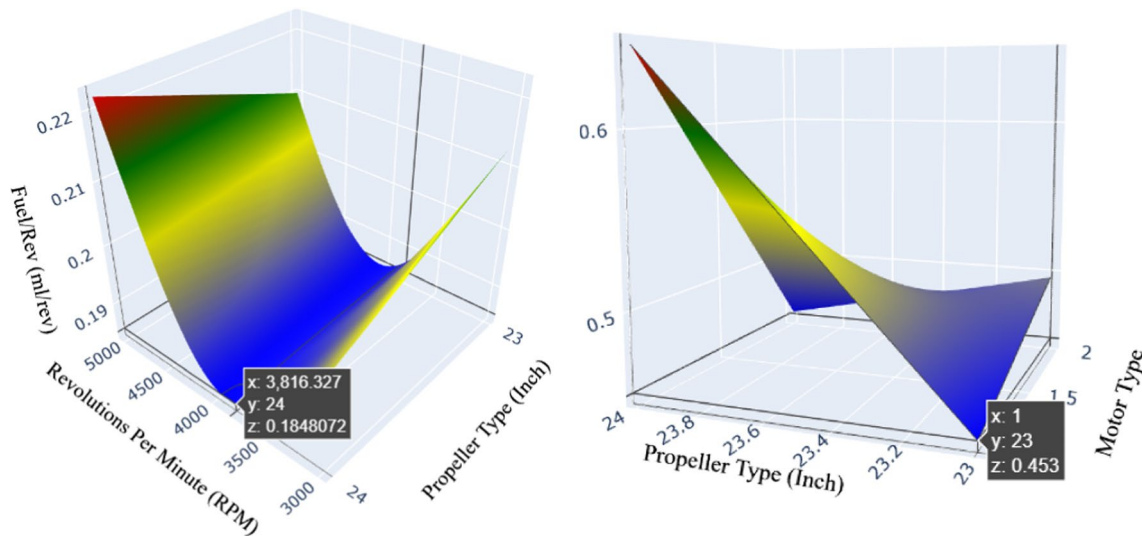 0.22
0.21
0.2
0.19
Fuel/Rev (ml/rev)
5000
4500
4000
3500
3000
Revolutions Per Minute (RPM)
23
24
Propeller Type (Inch)
x: 3,816.327
y: 24
z: 0.1848072
0.6
0.5
24
23.8
23.6
23.4
23.2
23
Propeller Type (Inch)
2
1.5
Motor Type
x: 1
y: 23
z: 0.453